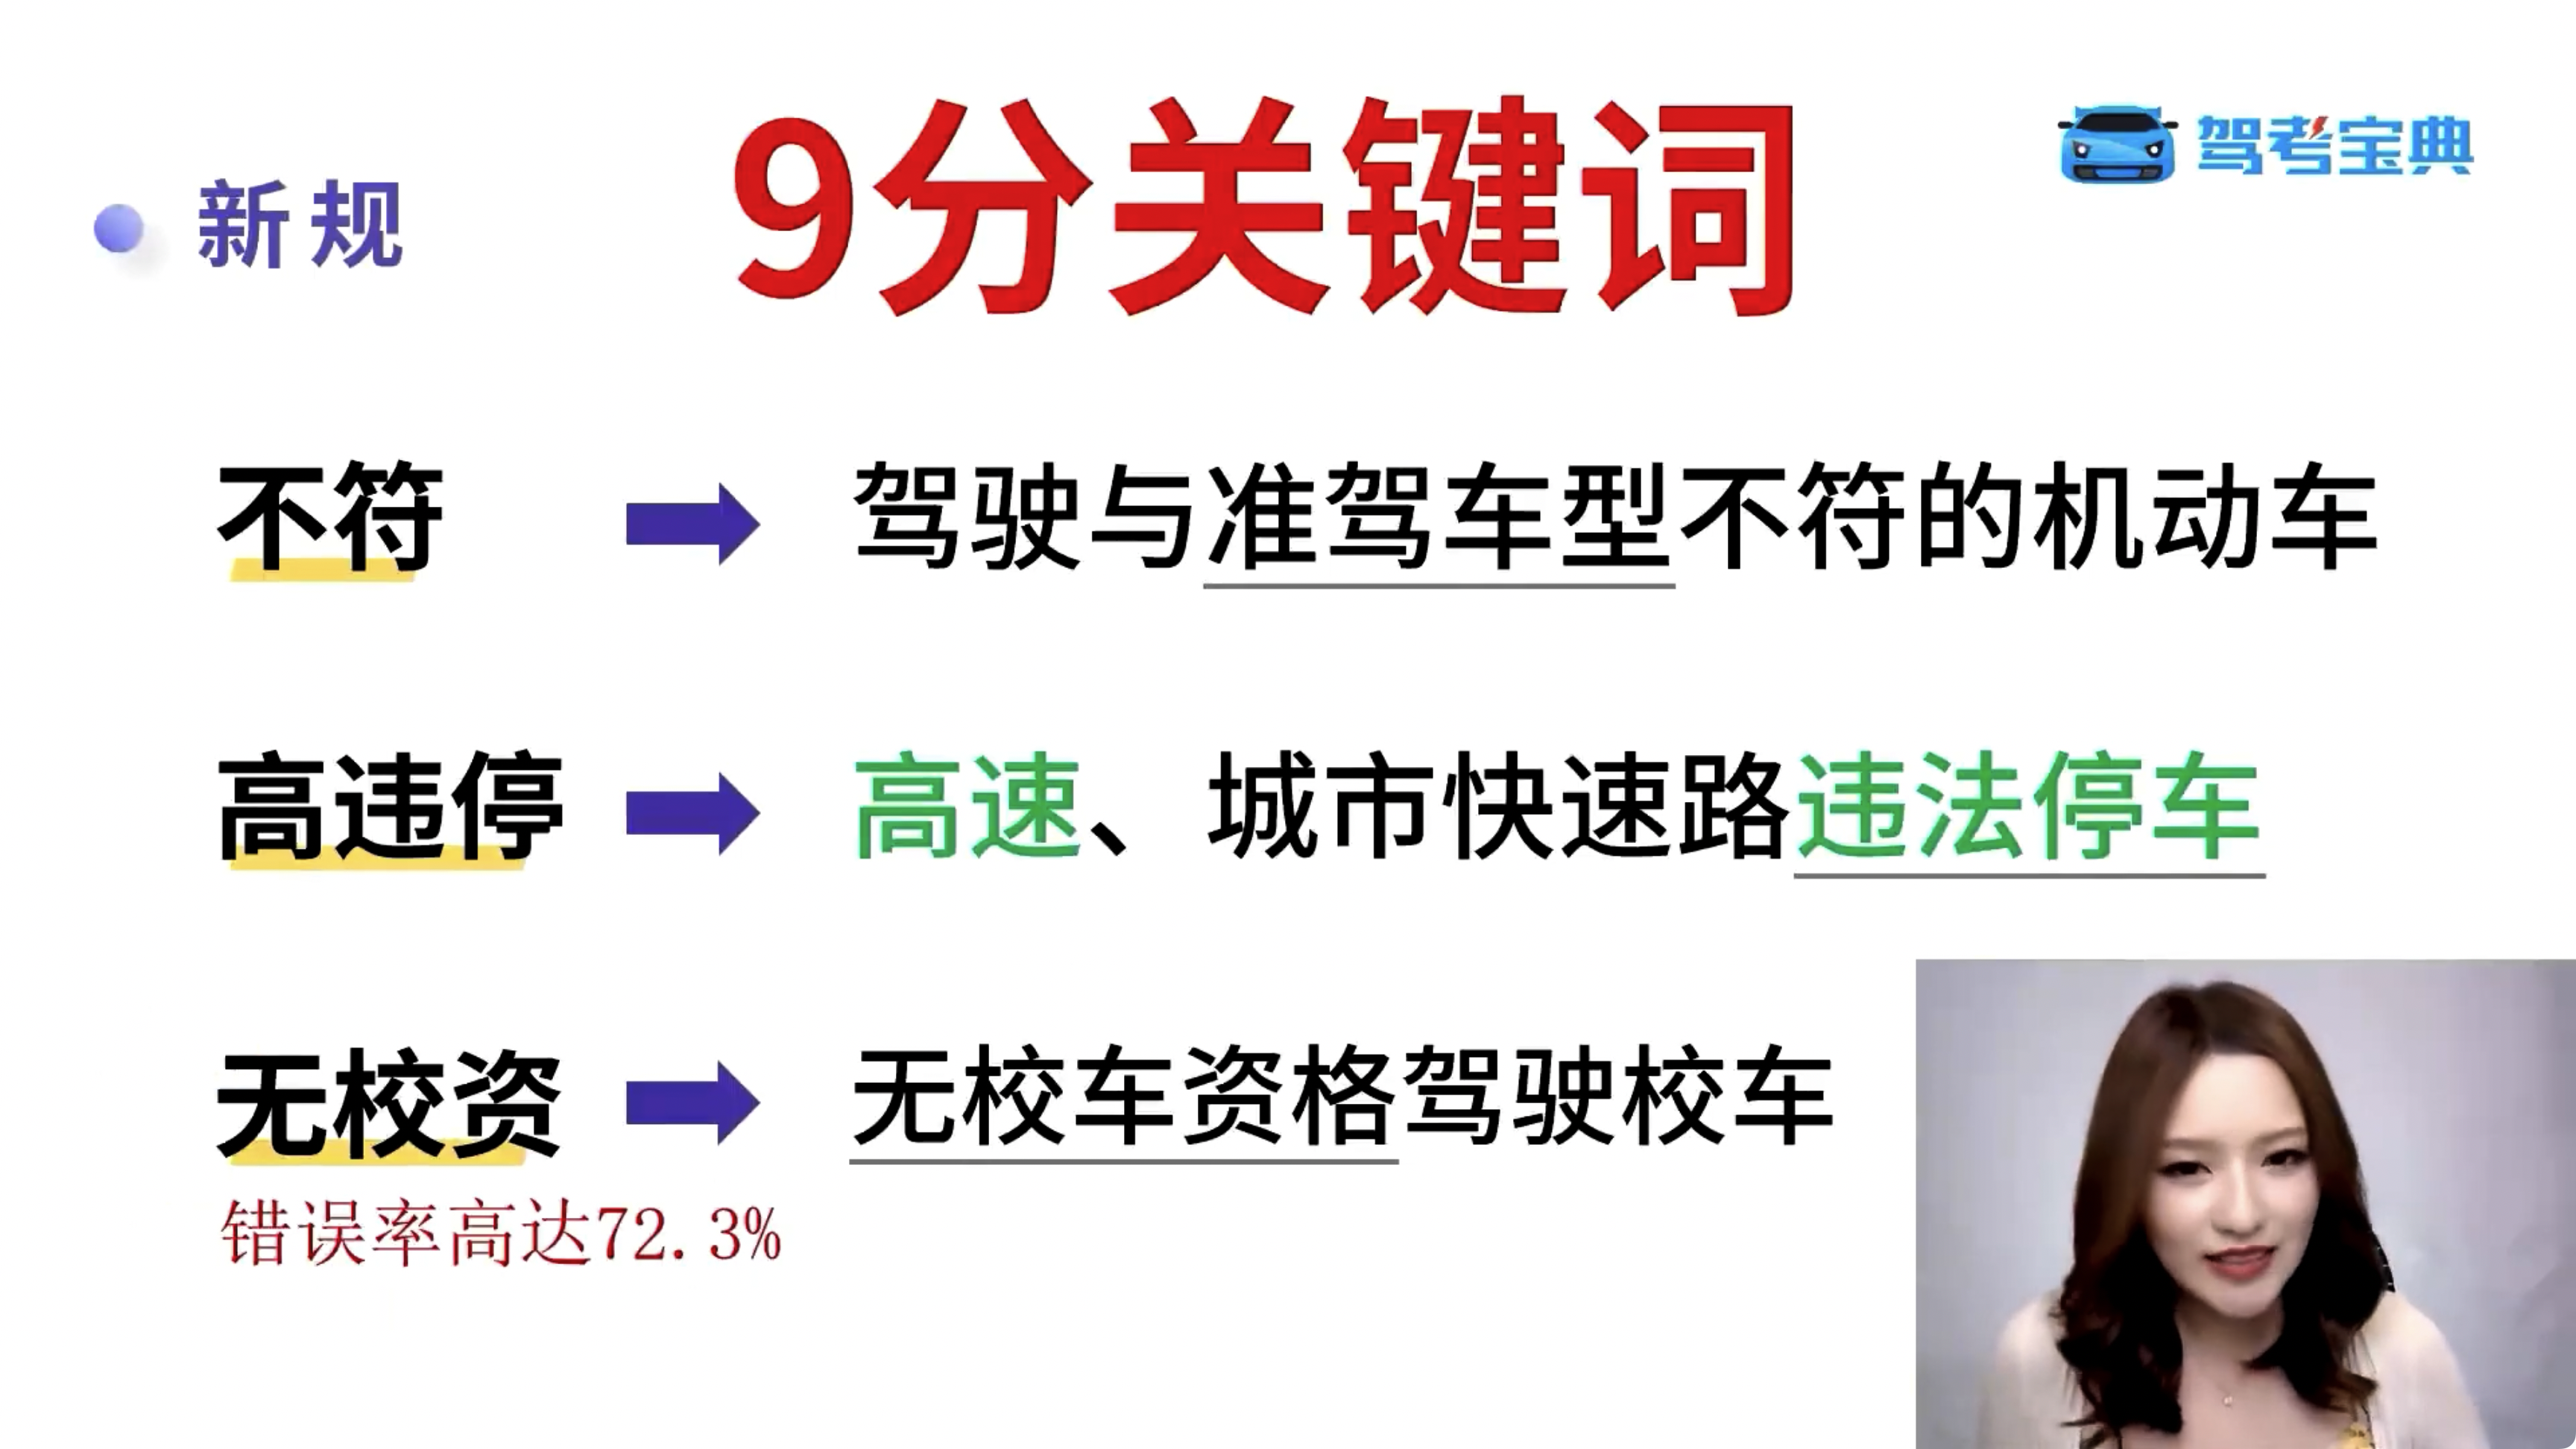 新规
9分关键词
驾考宝典
不符
驾驶与准驾车型不符的机动车
高违停
高速、城市快速路违法停车
无校资
无校车资格驾驶校车
错误率高达72.3%